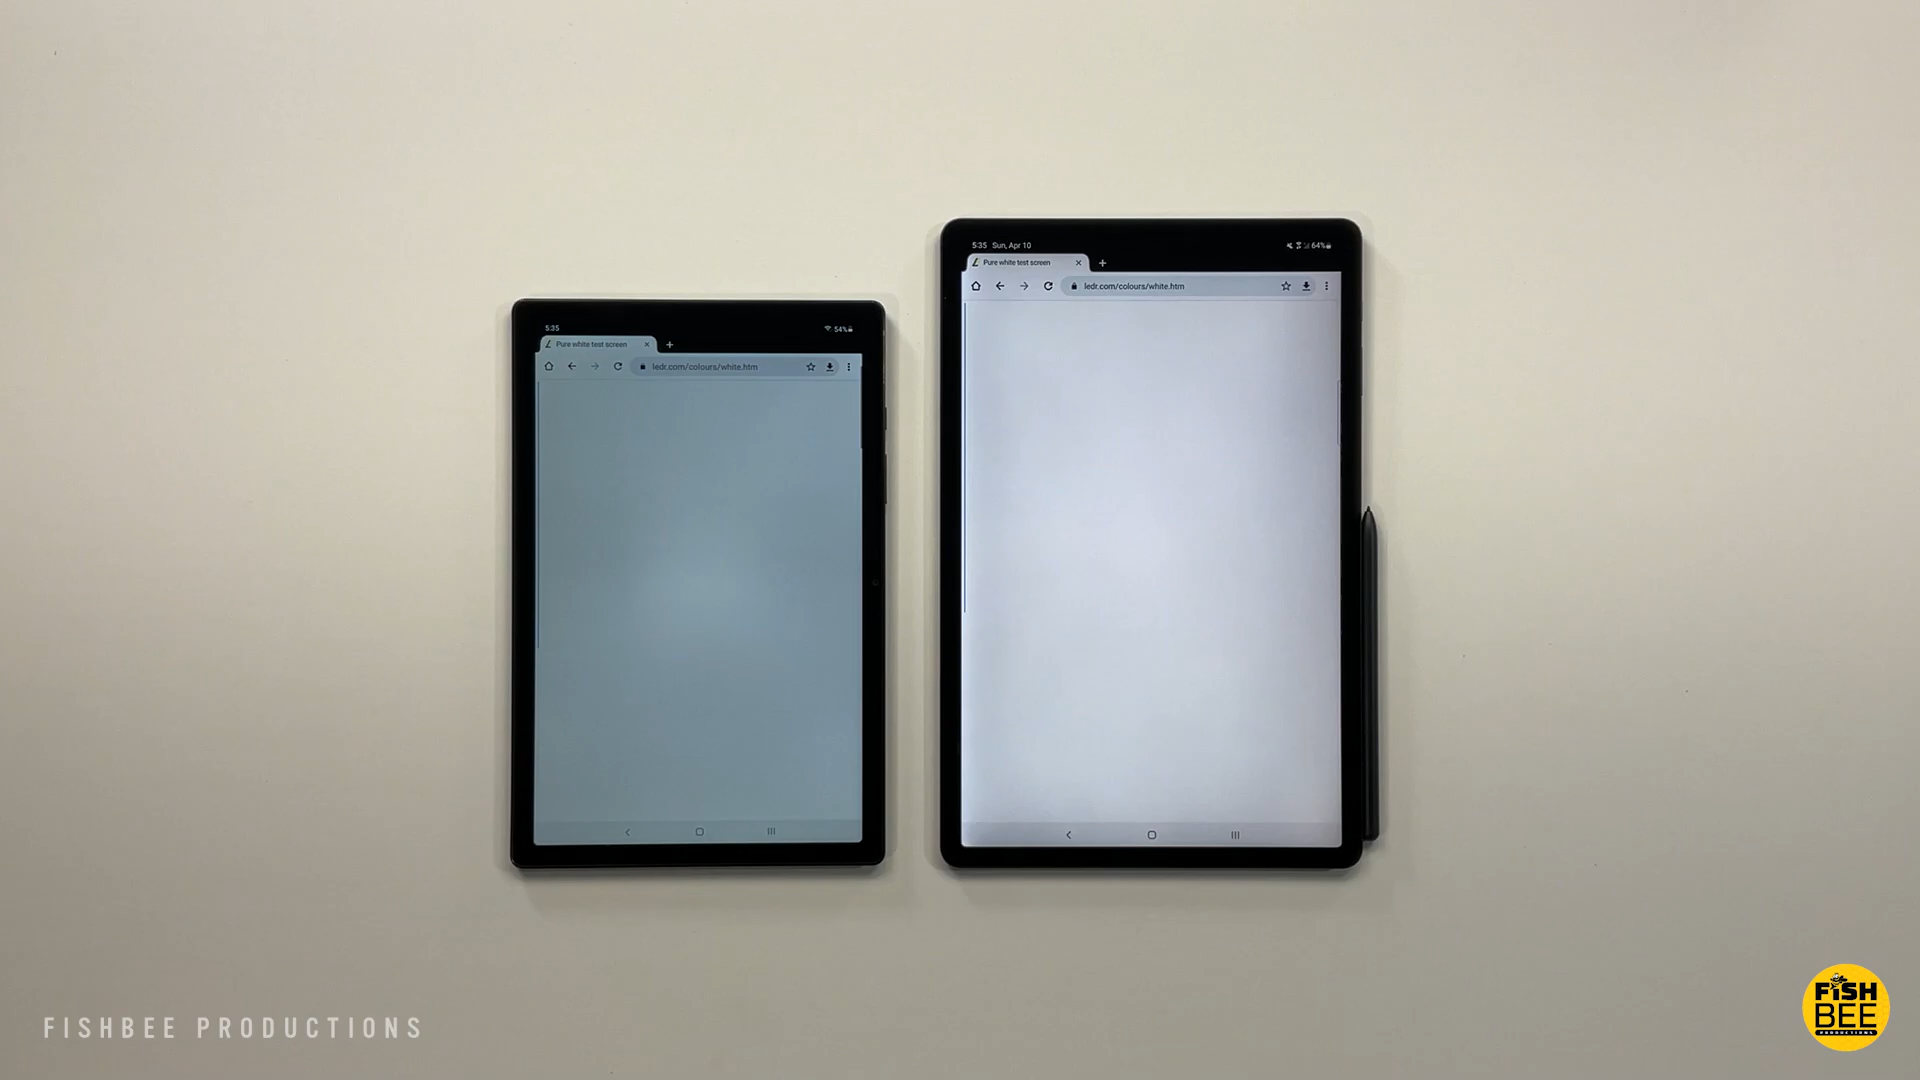 5:35
54%
Pure white test screen
ledr.com/colours/white.htm
5:35 Sun, Apr 10
64%
Pure white test screen
ledr.com/colours/white.htm
FISHBEE PRODUCTIONS
FISH
BEE
PRODUCTIONS